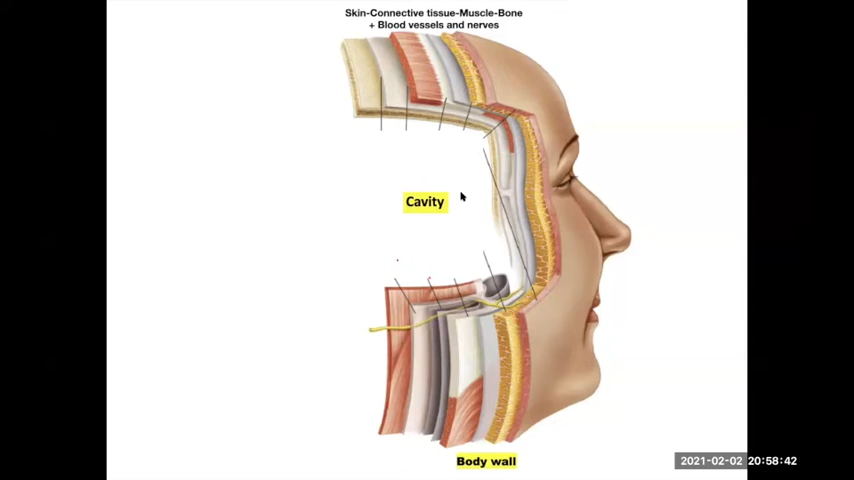 Skin-Connective tissue-Muscle-Bone
+ Blood vessels and nerves
Cavity
Body wall
2021-02-02 20:58:42